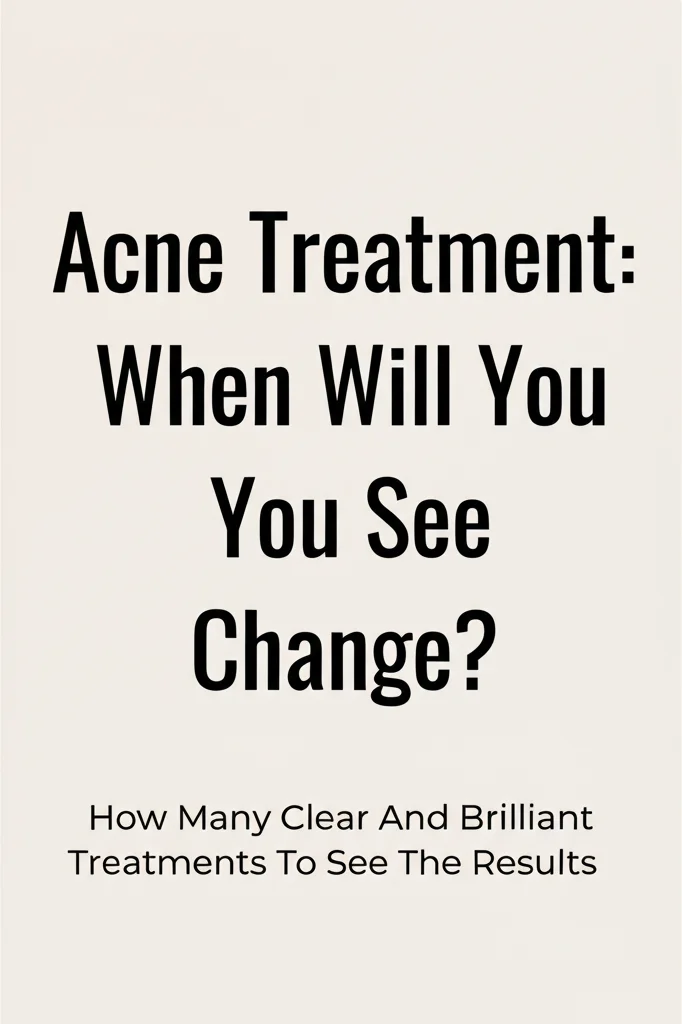 Acne Treatment:
When Will You
You See
Change?
How Many Clear And Brilliant
Treatments To See The Results